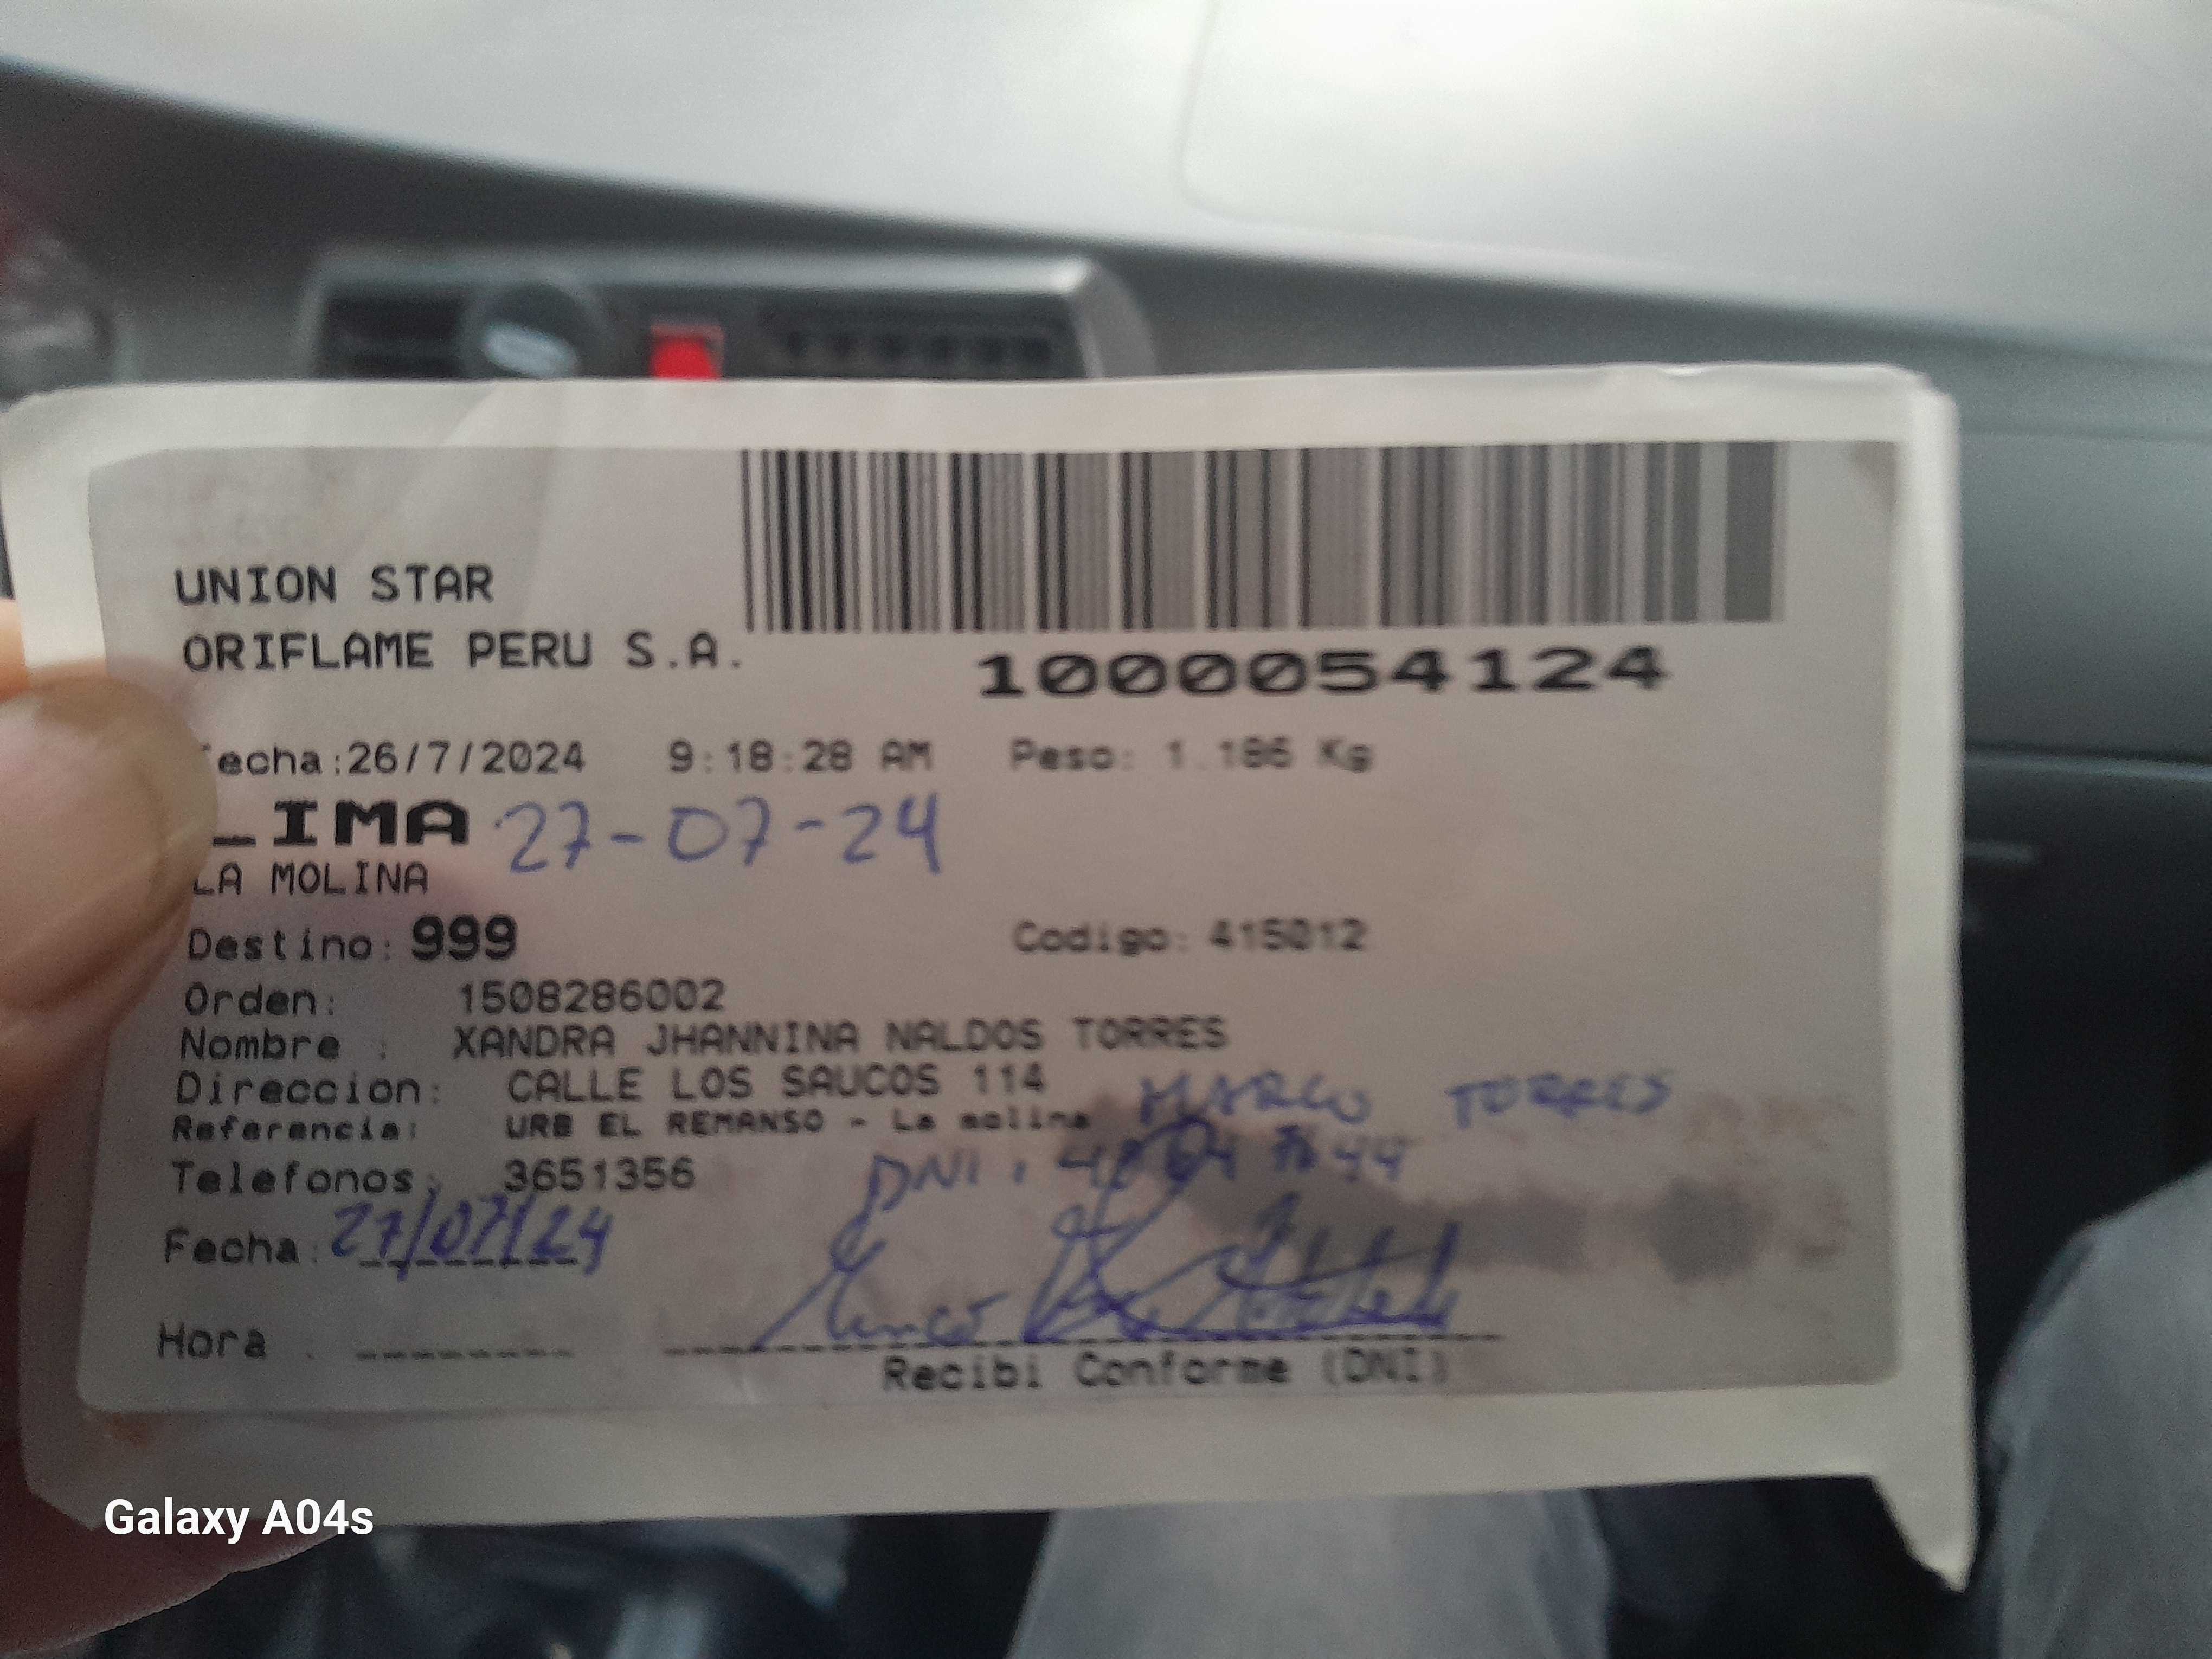 UNION STAR
ORIFLAME PERU S.A.
1000054124
Fecha:26/7/2024 9:18:28 AM Peso: 1.186 Kg
LIMA 27-07-24
LA MOLINA
Destino: 999 Codigo: 415012
Orden: 1508286002
Nombre : XANDRA JHANNINA NALDOS TORRES
Direccion: CALLE LOS SAUCOS 114
MARCO TORRES
Referencia: URB EL REMANSO - La molina
Telefonos: 3651356
DNI:
Fecha: 27/07/24
Hora :
Recibi Conforme (DNI)
Galaxy A04s